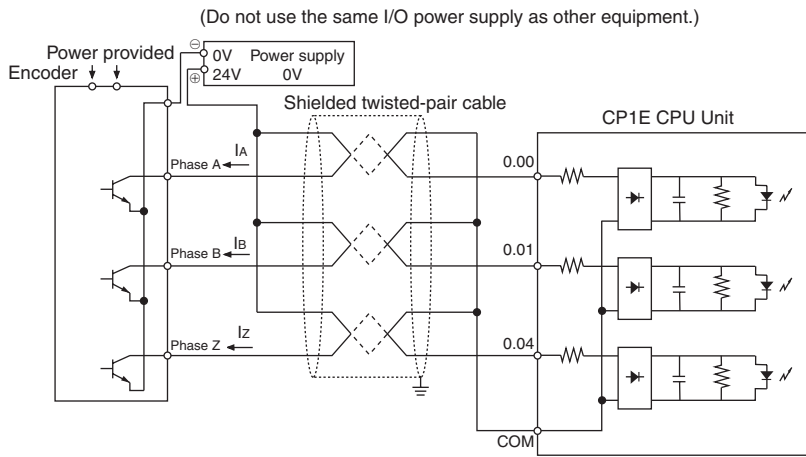 (Do not use the same I/O power supply as other equipment.)
Power provided
Encoder
⊖
0V Power supply
24V 0V
⊕
Shielded twisted-pair cable
CP1E CPU Unit
IA
Phase A
0.00
IB
Phase B
0.01
IZ
Phase Z
0.04
COM